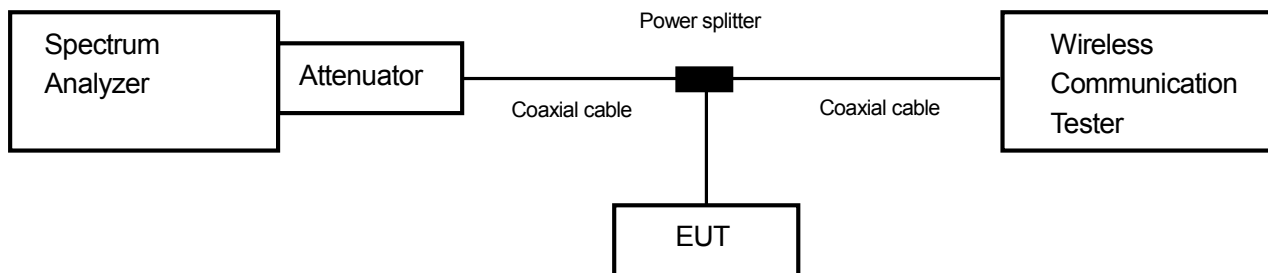 Power splitter
Spectrum
Analyzer
Attenuator
Coaxial cable
Coaxial cable
Wireless
Communication
Tester
EUT